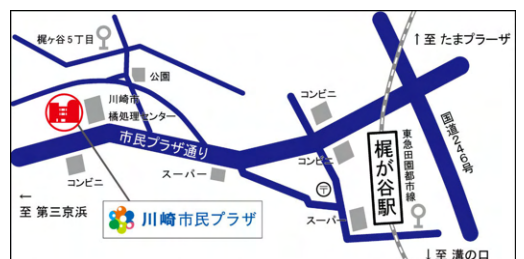 梶ケ谷5丁目
↑至 たまプラーザ
公園
川崎市
橘処理センター
コンビニ
国道246号
市民プラザ通り
コンビニ
東急田園都市線
梶が谷駅
コンビニ
スーパー
〒
スーパー
←
至 第三京浜
川崎市民プラザ
↓至 溝の口